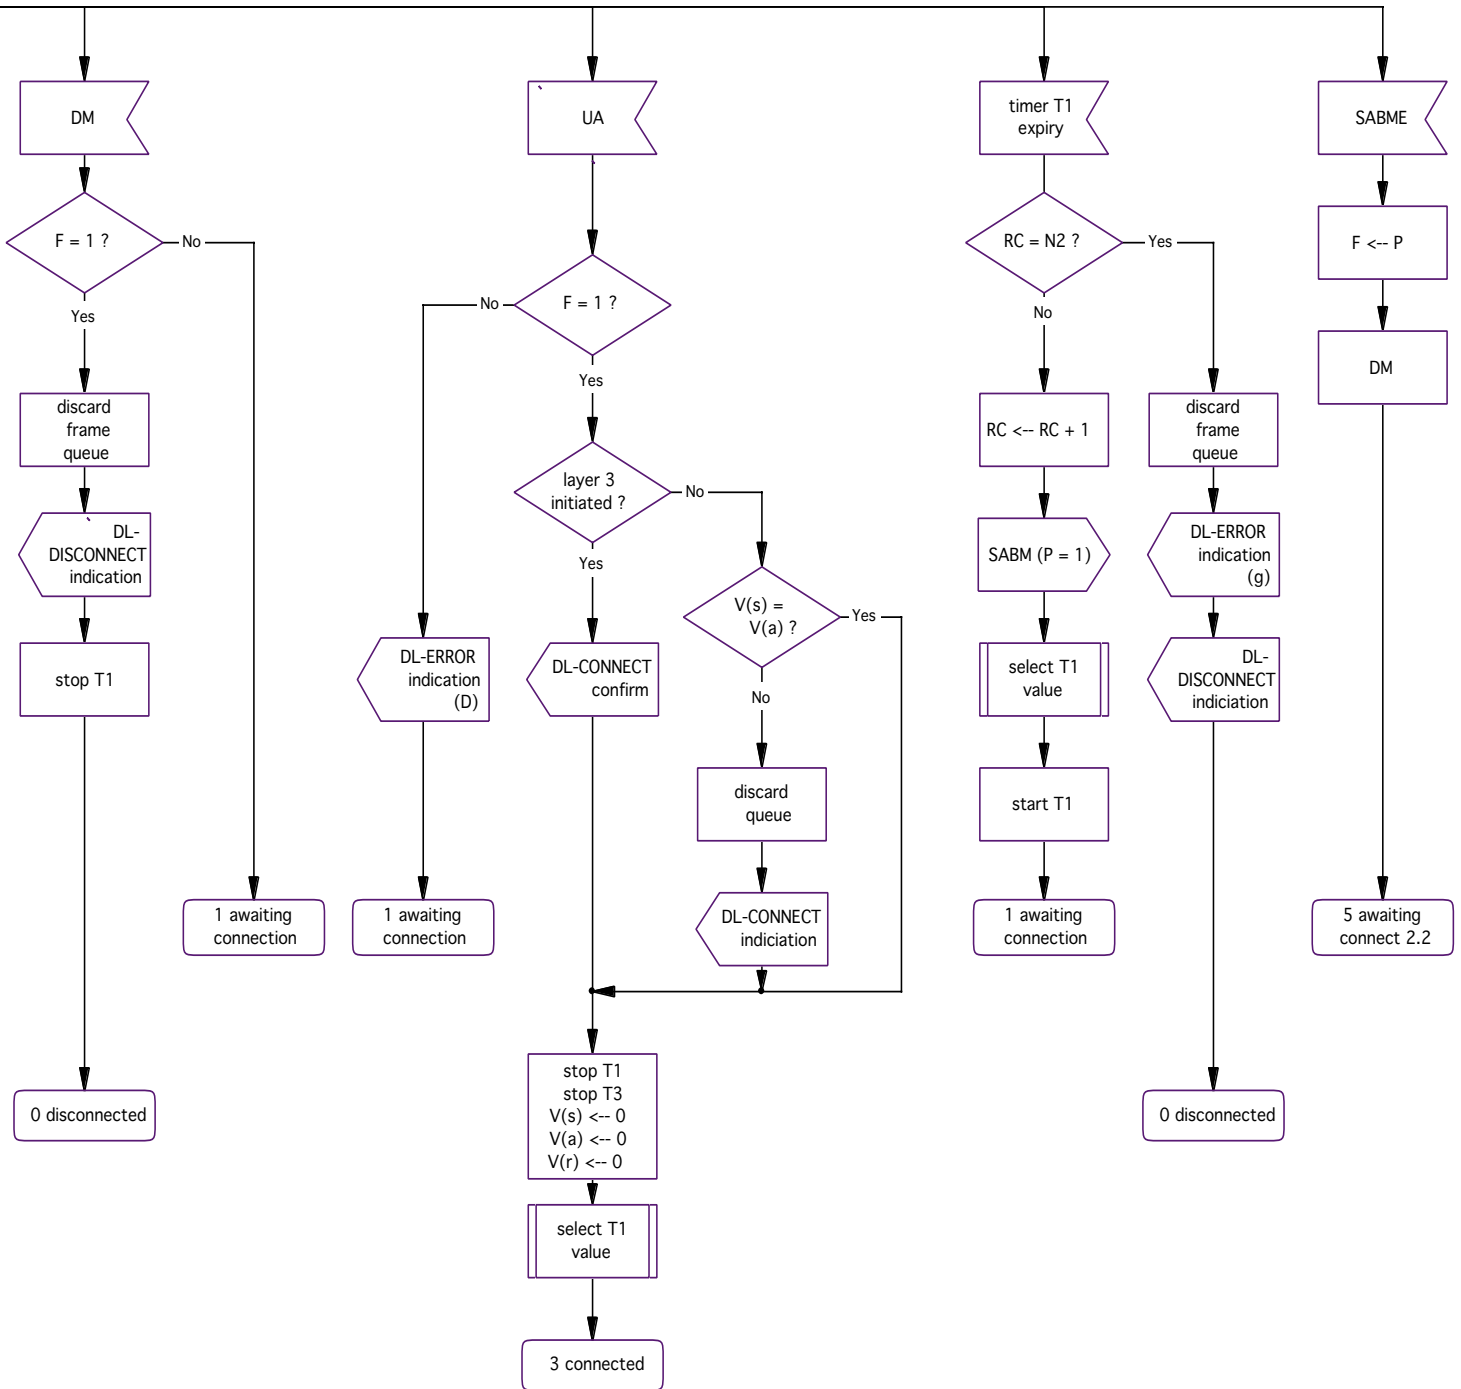 DM
F = 1 ?
No
Yes
discard
frame
queue
DL-
DISCONNECT
indication
stop T1
1 awaiting
connection
0 disconnected
UA
F = 1 ?
No
Yes
layer 3
initiated ?
No
Yes
V(s) =
V(a) ?
Yes
No
DL-ERROR
indication
(D)
DL-CONNECT
confirm
discard
queue
1 awaiting
connection
DL-CONNECT
indiciation
stop T1
stop T3
V(s) <-- 0
V(a) <-- 0
V(r) <-- 0
select T1
value
3 connected
timer T1
expiry
RC = N2 ?
Yes
No
RC <-- RC + 1
SABM (P = 1)
select T1
value
start T1
1 awaiting
connection
discard
frame
queue
DL-ERROR
indication
(g)
DL-
DISCONNECT
indiciation
0 disconnected
SABME
F <-- P
DM
5 awaiting
connect 2.2